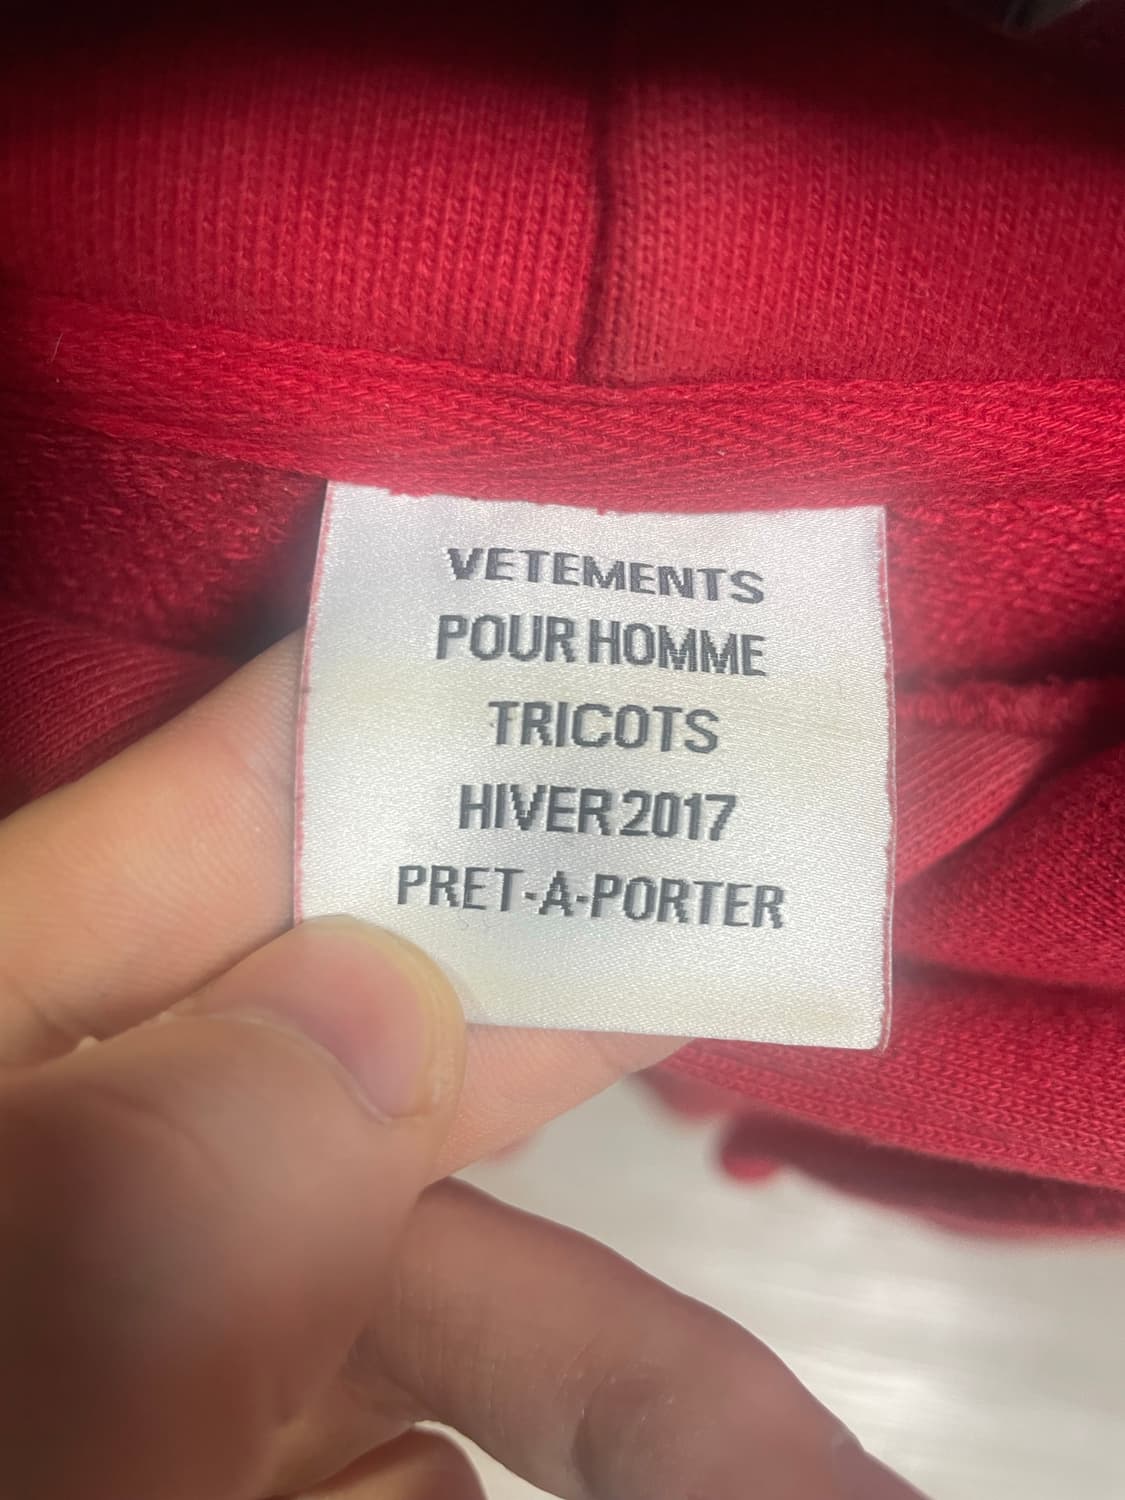 VETEMENTS
POUR HOMME
TRICOTS
HIVER 2017
PRET-A-PORTER